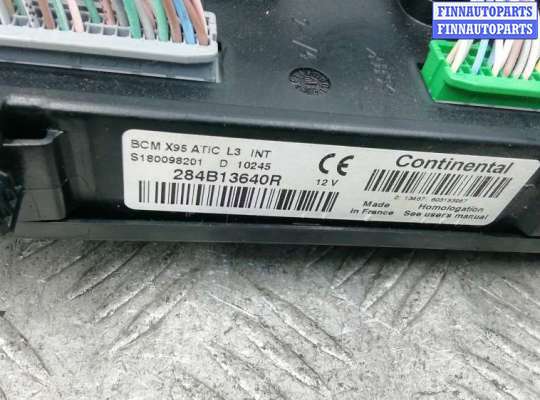 FINNAUTOPARTS
FINNAUTOPARTS
BCM X95 ATIC L3 INT
S180098201 D 10245
284B13640R
12 V
CE
Continental
Made
in France
Homologation
See users manual